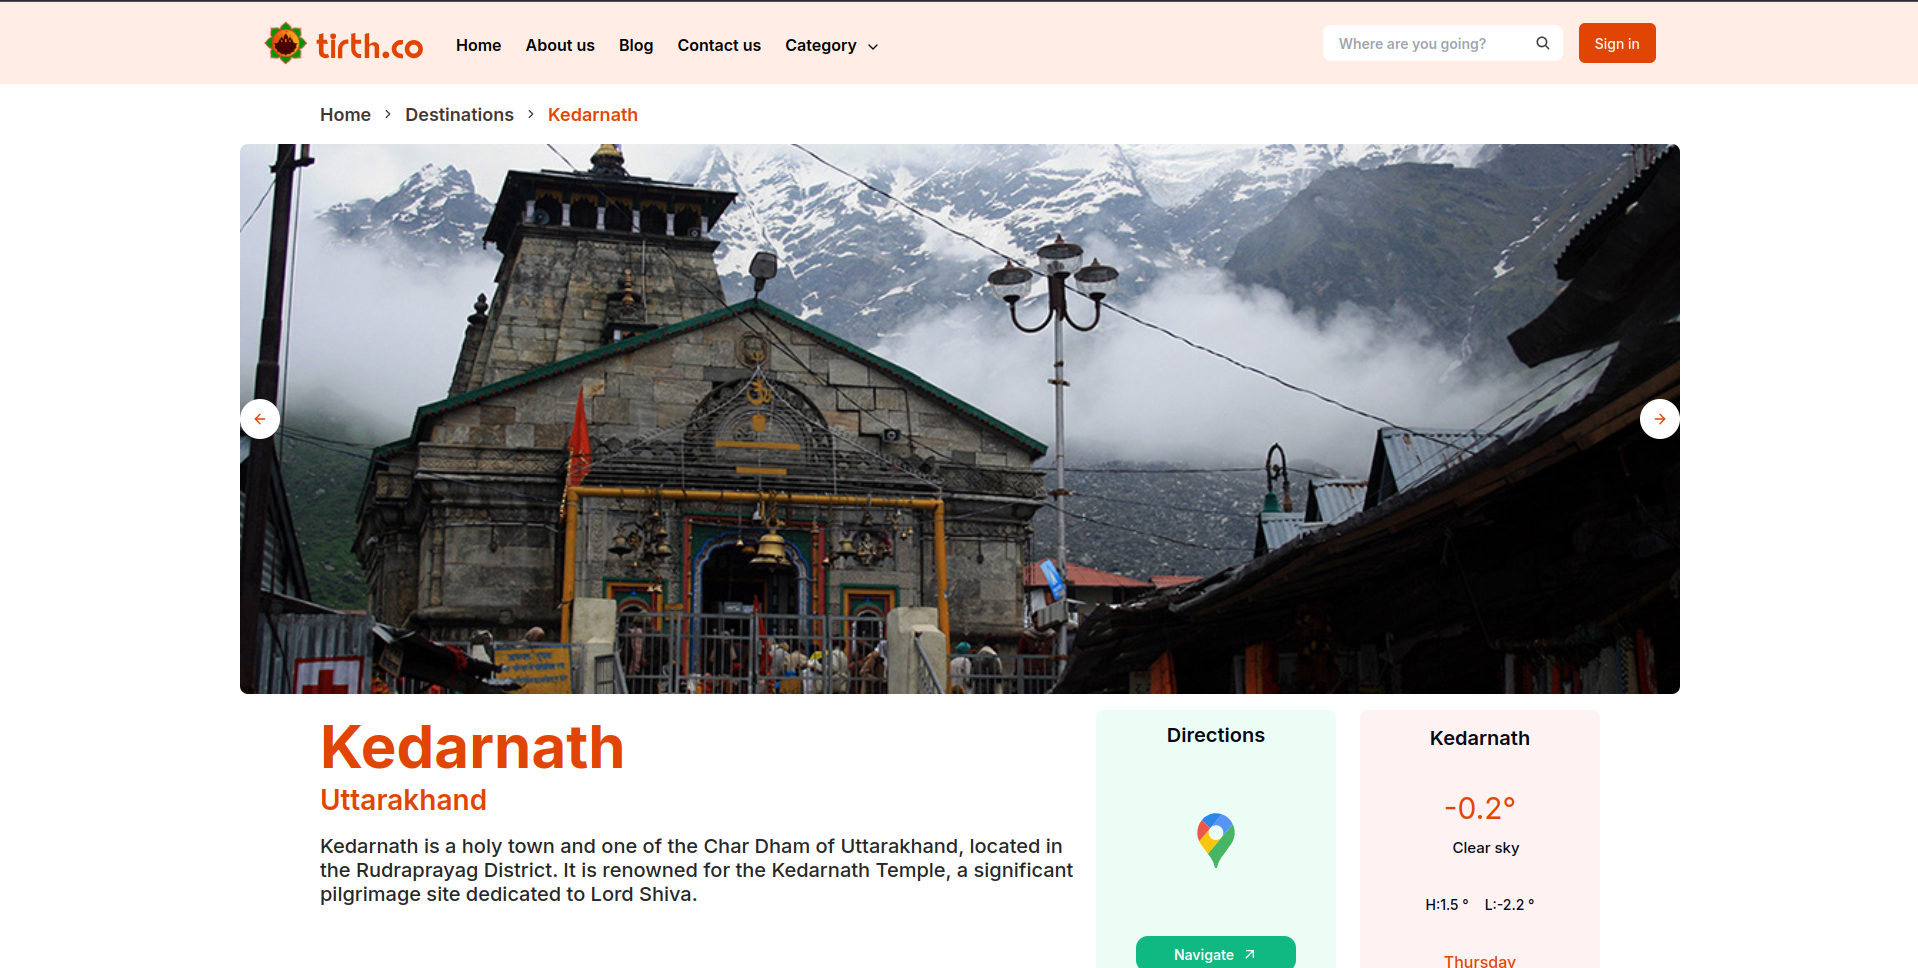 tirth.co
Home
About us
Blog
Contact us
Category
Where are you going?
Sign in
Home > Destinations > Kedarnath
Kedarnath
Uttarakhand
Kedarnath is a holy town and one of the Char Dham of Uttarakhand, located in
the Rudraprayag District. It is renowned for the Kedarnath Temple, a significant
pilgrimage site dedicated to Lord Shiva.
Directions
Navigate
Kedarnath
-0.2°
Clear sky
H:1.5 ° L:-2.2 °
Thursday